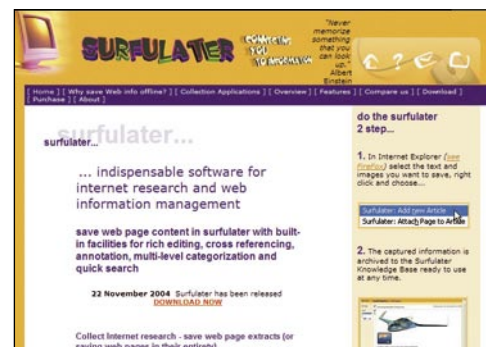 SURFULATER
CONNECTING
YOU
TO INFORMATION
"Never
memorize
something
that you
can look
up."
Albert
Einstein
[ Home ] [ Why save Web info offline? ] [ Collection Applications ] [ Overview ] [ Features ] [ Compare us ] [ Download ]
[ Purchase ] [ About ]
surfulater...
surfulater...
... indispensable software for
internet research and web
information management
save web page content in surfulater with built-
in facilities for rich editing, cross referencing,
annotation, multi-level categorization and
quick search
22 November 2004 Surfulater has been released
DOWNLOAD NOW
Collect Internet research - save web page extracts (or
saving web pages in their entirety)
do the surfulater
2 step...
1. In Internet Explorer (see
FireFox) select the text and
images you want to save, right
click and choose...
Surfulater: Add new Article
Surfulater: Attach Page to Article
2. The captured information is
archived to the Surfulater
Knowledge Base ready to use
at any time.